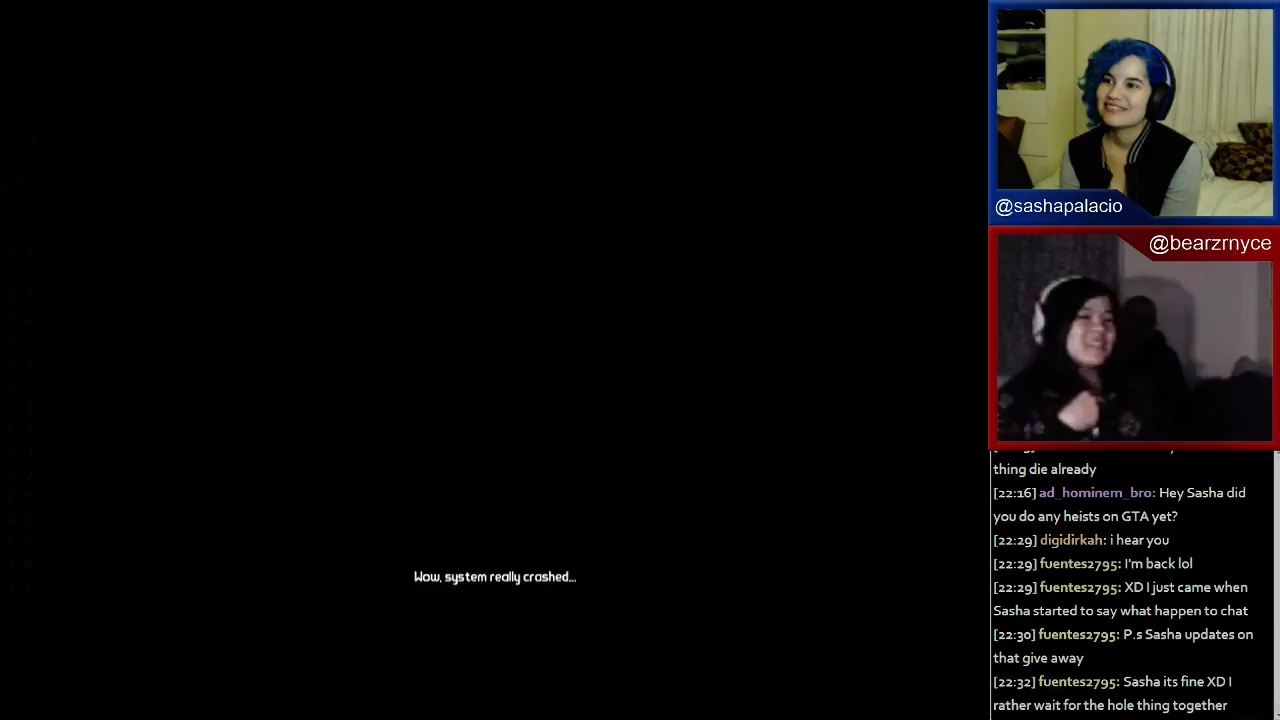 @sashapalacio
@bearzrnyce
thing die already
[22:16] ad_hominem_bro: Hey Sasha did
you do any heists on GTA yet?
[22:29] digidirkah: i hear you
[22:29] fuentes2795: I'm back lol
[22:29] fuentes2795: XD I just came when
Sasha started to say what happen to chat
[22:30] fuentes2795: P.s Sasha updates on
that give away
[22:32] fuentes2795: Sasha its fine XD I
rather wait for the hole thing together
Wow, system really crashed...